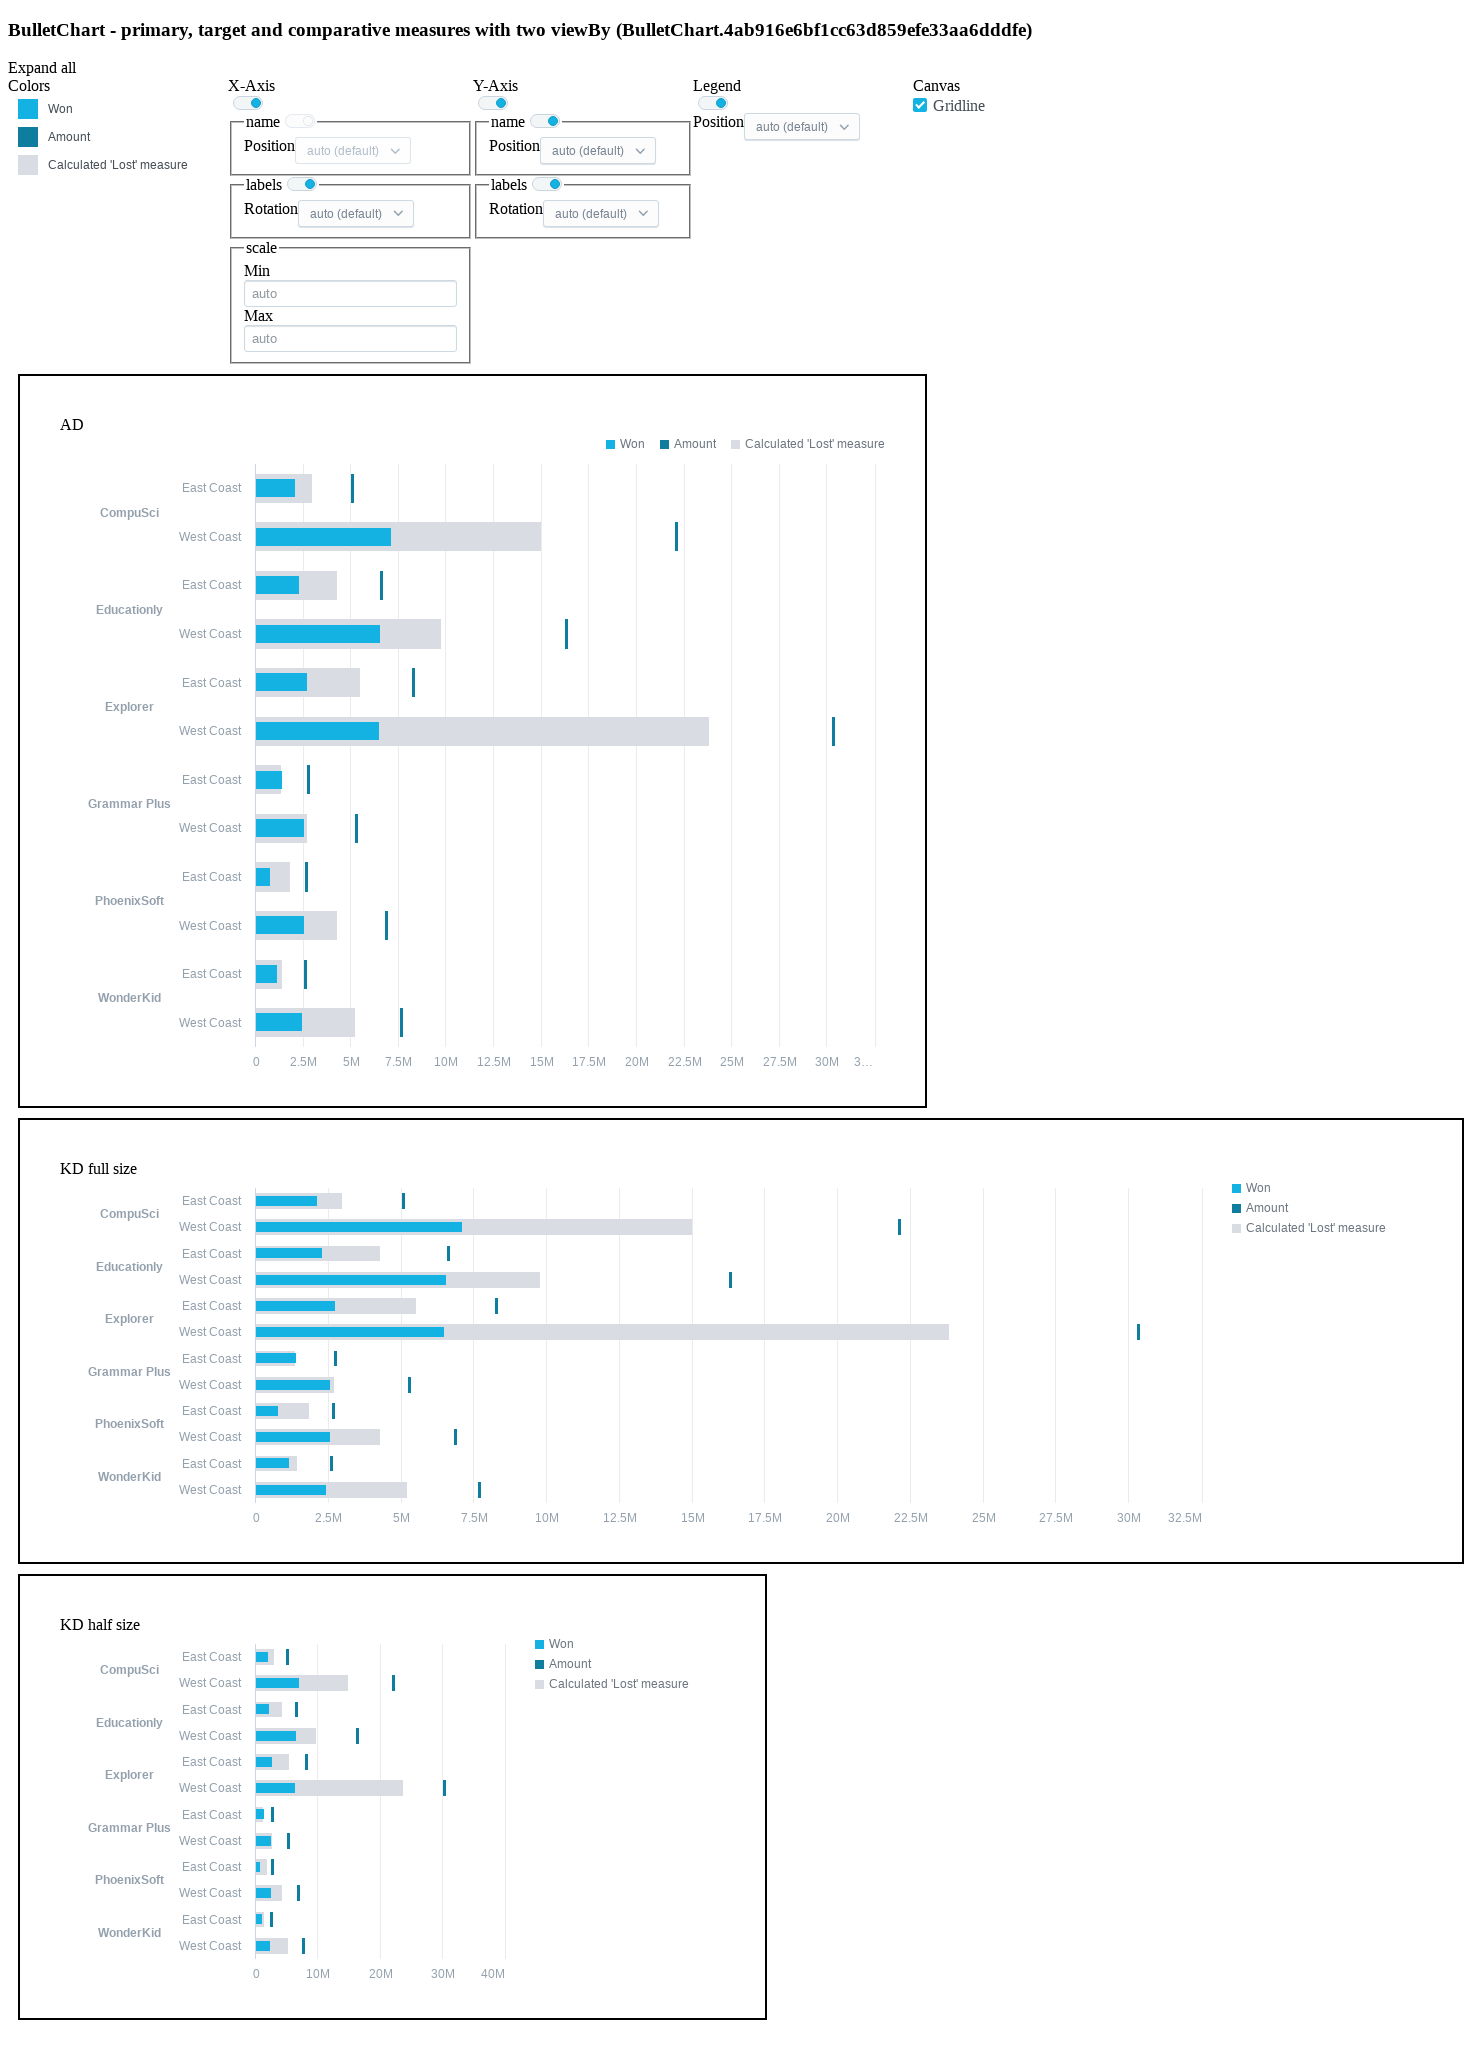 BulletChart - primary, target and comparative measures with two viewBy (BulletChart.4ab916e6bf1cc63d859efe33aa6dddfe)
Expand all
Colors
Won
Amount
Calculated 'Lost' measure
X-Axis
name
Position auto (default)
labels
Rotation auto (default)
scale
Min
auto
Max
auto
Y-Axis
name
Position auto (default)
labels
Rotation auto (default)
Legend
Position auto (default)
Canvas
Gridline
AD
Won Amount Calculated 'Lost' measure
CompuSci
East Coast
West Coast
Educationly
East Coast
West Coast
Explorer
East Coast
West Coast
Grammar Plus
East Coast
West Coast
PhoenixSoft
East Coast
West Coast
WonderKid
East Coast
West Coast
0 2.5M 5M 7.5M 10M 12.5M 15M 17.5M 20M 22.5M 25M 27.5M 30M 3…
KD full size
Won
Amount
Calculated 'Lost' measure
CompuSci
East Coast
West Coast
Educationly
East Coast
West Coast
Explorer
East Coast
West Coast
Grammar Plus
East Coast
West Coast
PhoenixSoft
East Coast
West Coast
WonderKid
East Coast
West Coast
0 2.5M 5M 7.5M 10M 12.5M 15M 17.5M 20M 22.5M 25M 27.5M 30M 32.5M
KD half size
Won
Amount
Calculated 'Lost' measure
CompuSci
East Coast
West Coast
Educationly
East Coast
West Coast
Explorer
East Coast
West Coast
Grammar Plus
East Coast
West Coast
PhoenixSoft
East Coast
West Coast
WonderKid
East Coast
West Coast
0 10M 20M 30M 40M